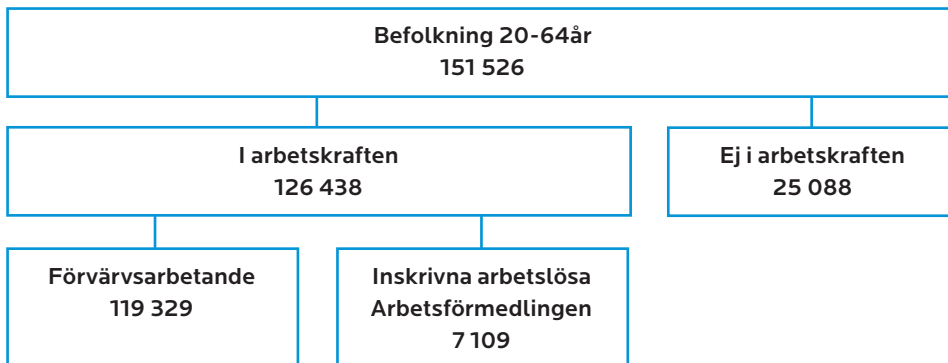 Befolkning 20-64år
151 526
I arbetskraften
126 438
Ej i arbetskraften
25 088
Förvärvsarbetande
119 329
Inskrivna arbetslösa
Arbetsförmedlingen
7 109